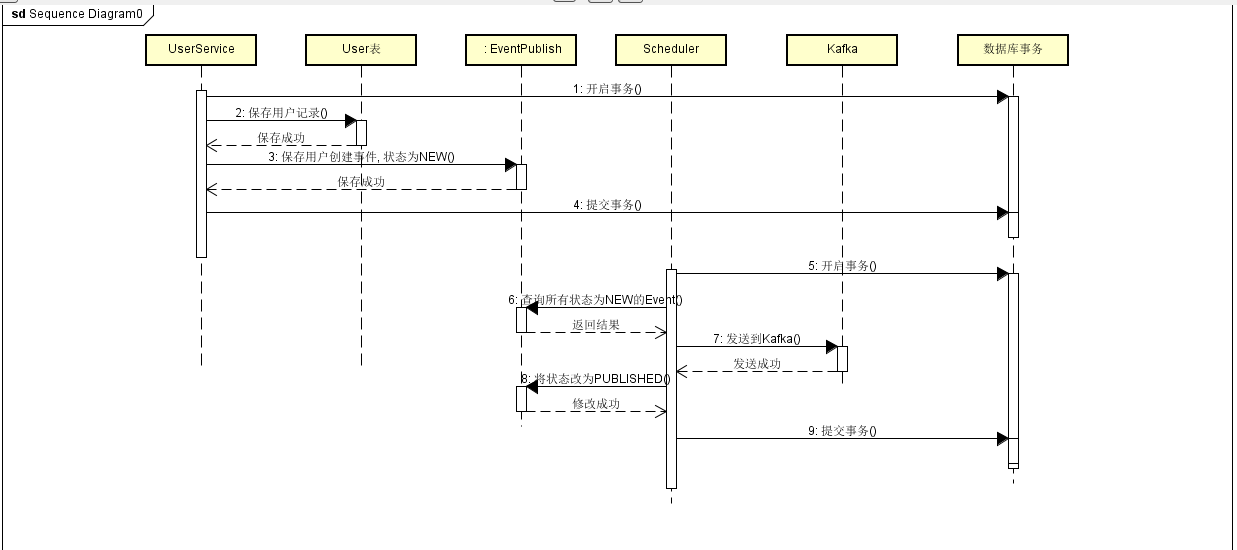 sd Sequence Diagram0
UserService
User表
: EventPublish
Scheduler
Kafka
数据库事务
1: 开启事务()
2: 保存用户记录()
保存成功
3: 保存用户创建事件, 状态为NEW()
保存成功
4: 提交事务()
5: 开启事务()
6: 查询所有状态为NEW的Event()
返回结果
7: 发送到Kafka()
发送成功
8: 将状态改为PUBLISHED()
修改成功
9: 提交事务()